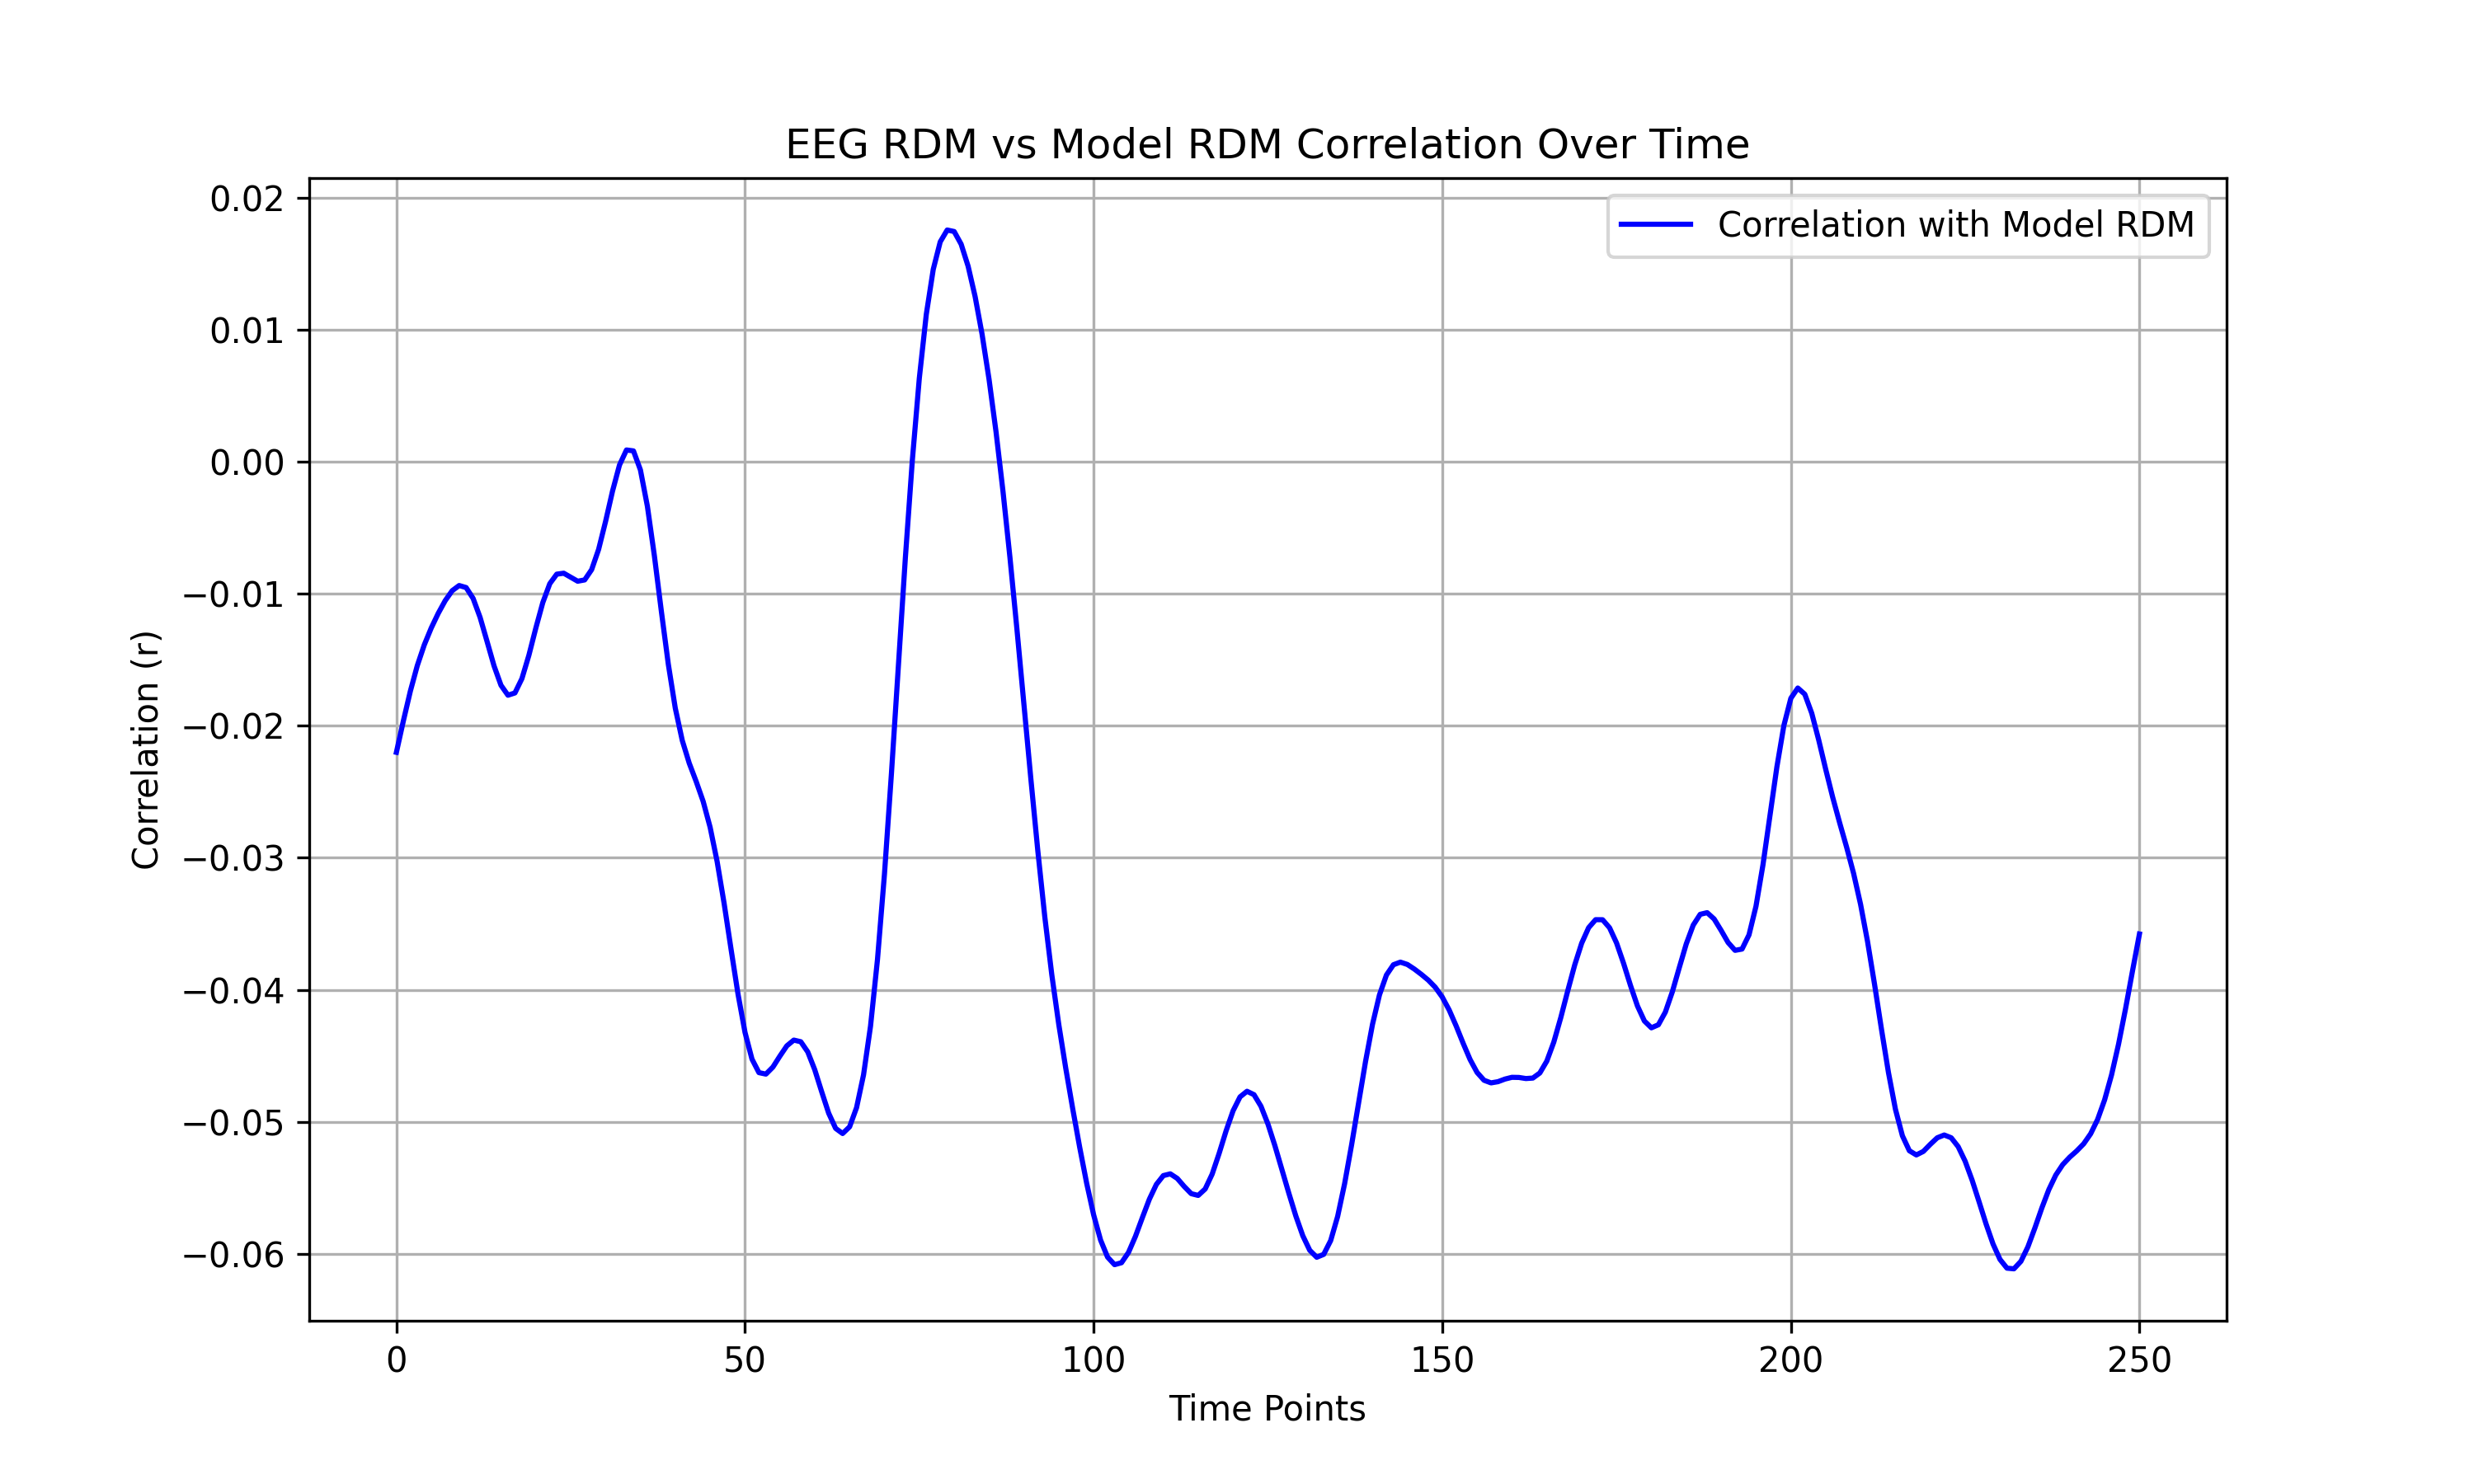 EEG RDM vs Model RDM Correlation Over Time
Correlation with Model RDM
Correlation (r)
0.02
0.01
0.00
−0.01
−0.02
−0.03
−0.04
−0.05
−0.06
0 50 100 150 200 250
Time Points